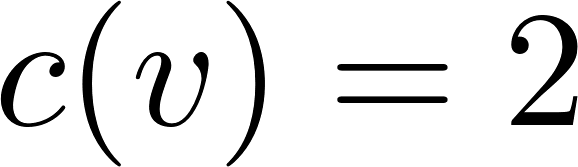 c(v) = 2